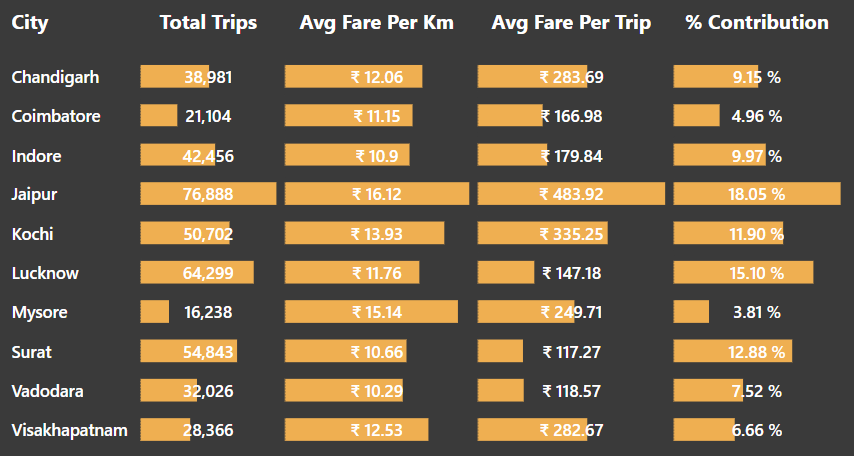 City Total Trips Avg Fare Per Km Avg Fare Per Trip % Contribution
Chandigarh 38,981 ₹ 12.06 ₹ 283.69 9.15 %
Coimbatore 21,104 ₹ 11.15 ₹ 166.98 4.96 %
Indore 42,456 ₹ 10.9 ₹ 179.84 9.97 %
Jaipur 76,888 ₹ 16.12 ₹ 483.92 18.05 %
Kochi 50,702 ₹ 13.93 ₹ 335.25 11.90 %
Lucknow 64,299 ₹ 11.76 ₹ 147.18 15.10 %
Mysore 16,238 ₹ 15.14 ₹ 249.71 3.81 %
Surat 54,843 ₹ 10.66 ₹ 117.27 12.88 %
Vadodara 32,026 ₹ 10.29 ₹ 118.57 7.52 %
Visakhapatnam 28,366 ₹ 12.53 ₹ 282.67 6.66 %